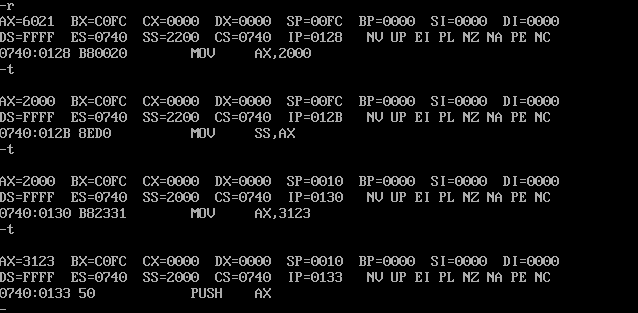 -r
AX=6021  BX=C0FC  CX=0000  DX=0000  SP=00FC  BP=0000  SI=0000  DI=0000
DS=FFFF  ES=0740  SS=2200  CS=0740  IP=0128   NV UP EI PL NZ NA PE NC
0740:0128 B80020        MOV     AX,2000
-t
AX=2000  BX=C0FC  CX=0000  DX=0000  SP=00FC  BP=0000  SI=0000  DI=0000
DS=FFFF  ES=0740  SS=2200  CS=0740  IP=012B   NV UP EI PL NZ NA PE NC
0740:012B 8ED0          MOV     SS,AX
-t
AX=2000  BX=C0FC  CX=0000  DX=0000  SP=0010  BP=0000  SI=0000  DI=0000
DS=FFFF  ES=0740  SS=2000  CS=0740  IP=0130   NV UP EI PL NZ NA PE NC
0740:0130 B82331        MOV     AX,3123
-t
AX=3123  BX=C0FC  CX=0000  DX=0000  SP=0010  BP=0000  SI=0000  DI=0000
DS=FFFF  ES=0740  SS=2000  CS=0740  IP=0133   NV UP EI PL NZ NA PE NC
0740:0133 50            PUSH    AX
-